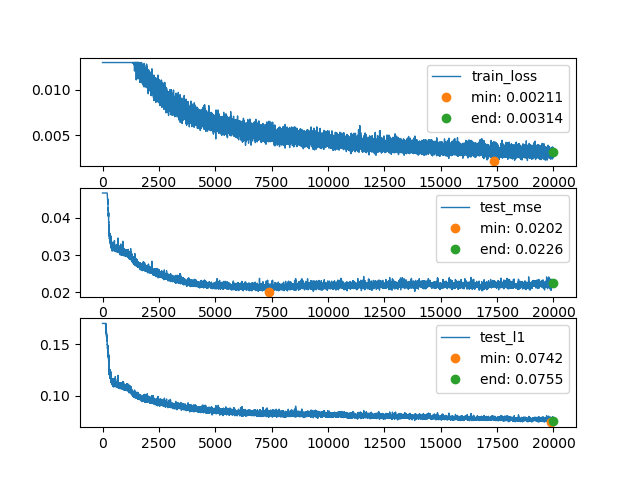 train_loss
min: 0.00211
end: 0.00314
0.010
0.005
0 2500 5000 7500 10000 12500 15000 17500 20000
test_mse
min: 0.0202
end: 0.0226
0.04
0.03
0.02
0 2500 5000 7500 10000 12500 15000 17500 20000
test_l1
min: 0.0742
end: 0.0755
0.15
0.10
0 2500 5000 7500 10000 12500 15000 17500 20000